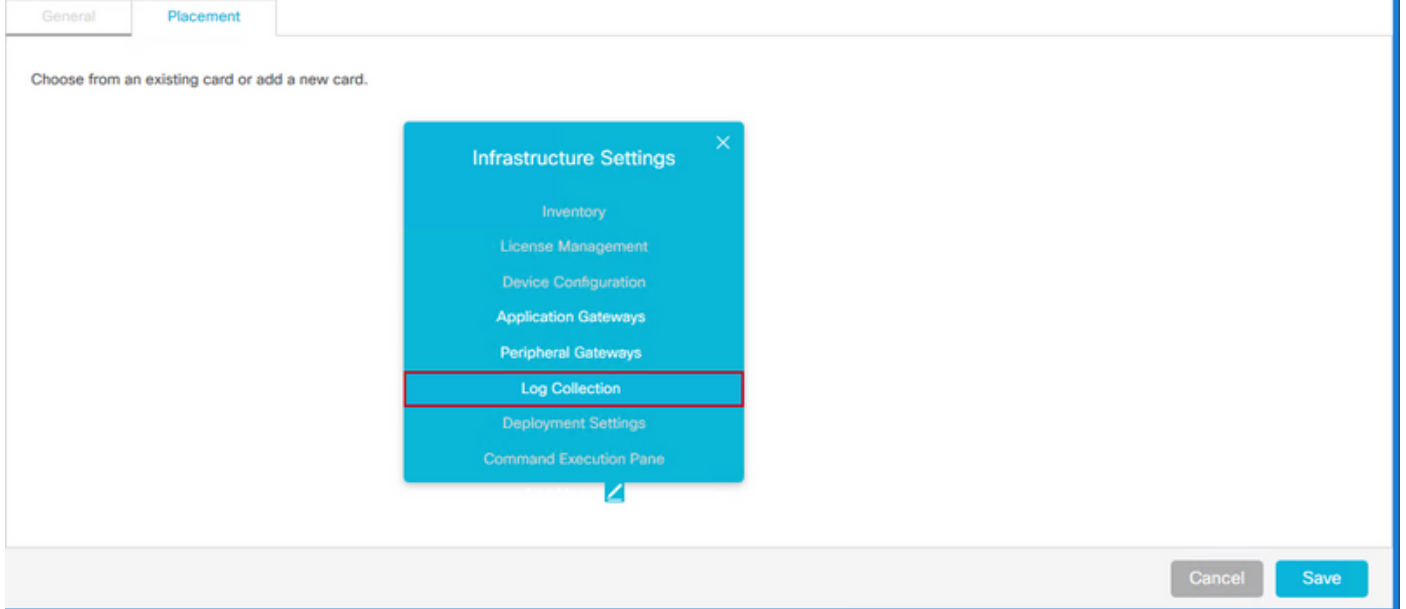 General
Placement
Choose from an existing card or add a new card.
Infrastructure Settings
Inventory
License Management
Device Configuration
Application Gateways
Peripheral Gateways
Log Collection
Deployment Settings
Command Execution Pane
Cancel
Save